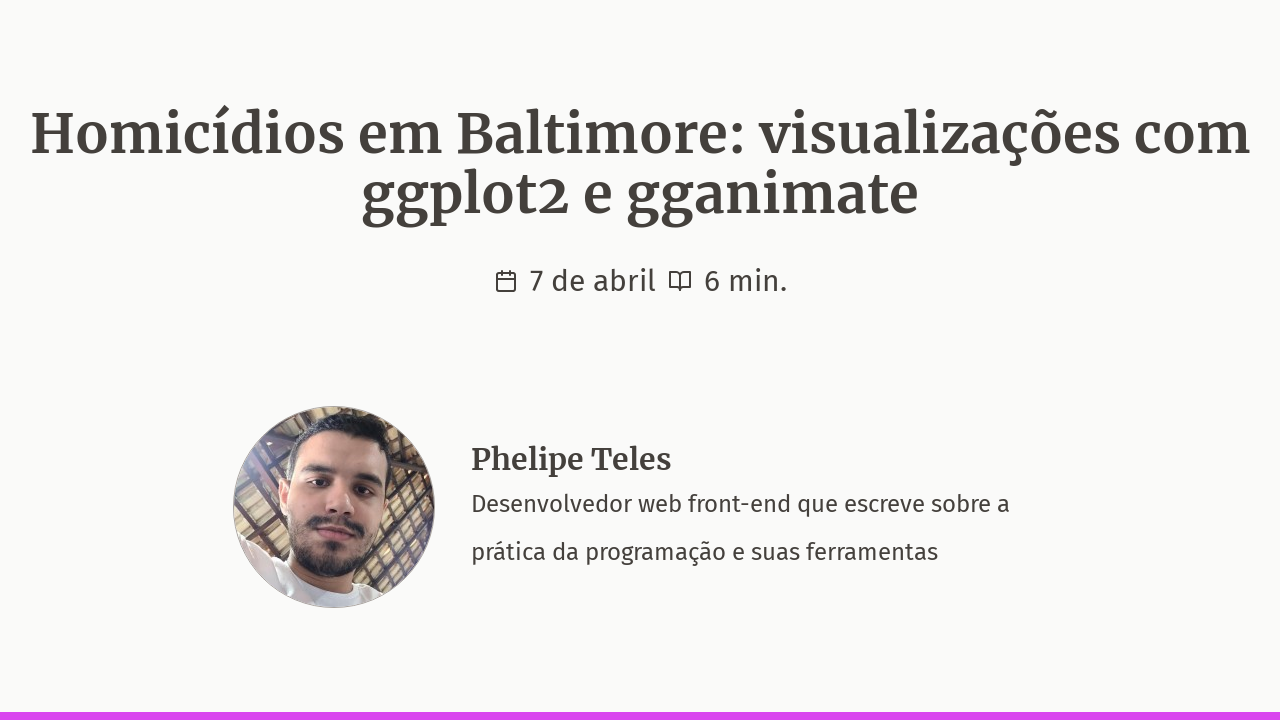 Homicídios em Baltimore: visualizações com
ggplot2 e gganimate
7 de abril 6 min.
Phelipe Teles
Desenvolvedor web front-end que escreve sobre a
prática da programação e suas ferramentas